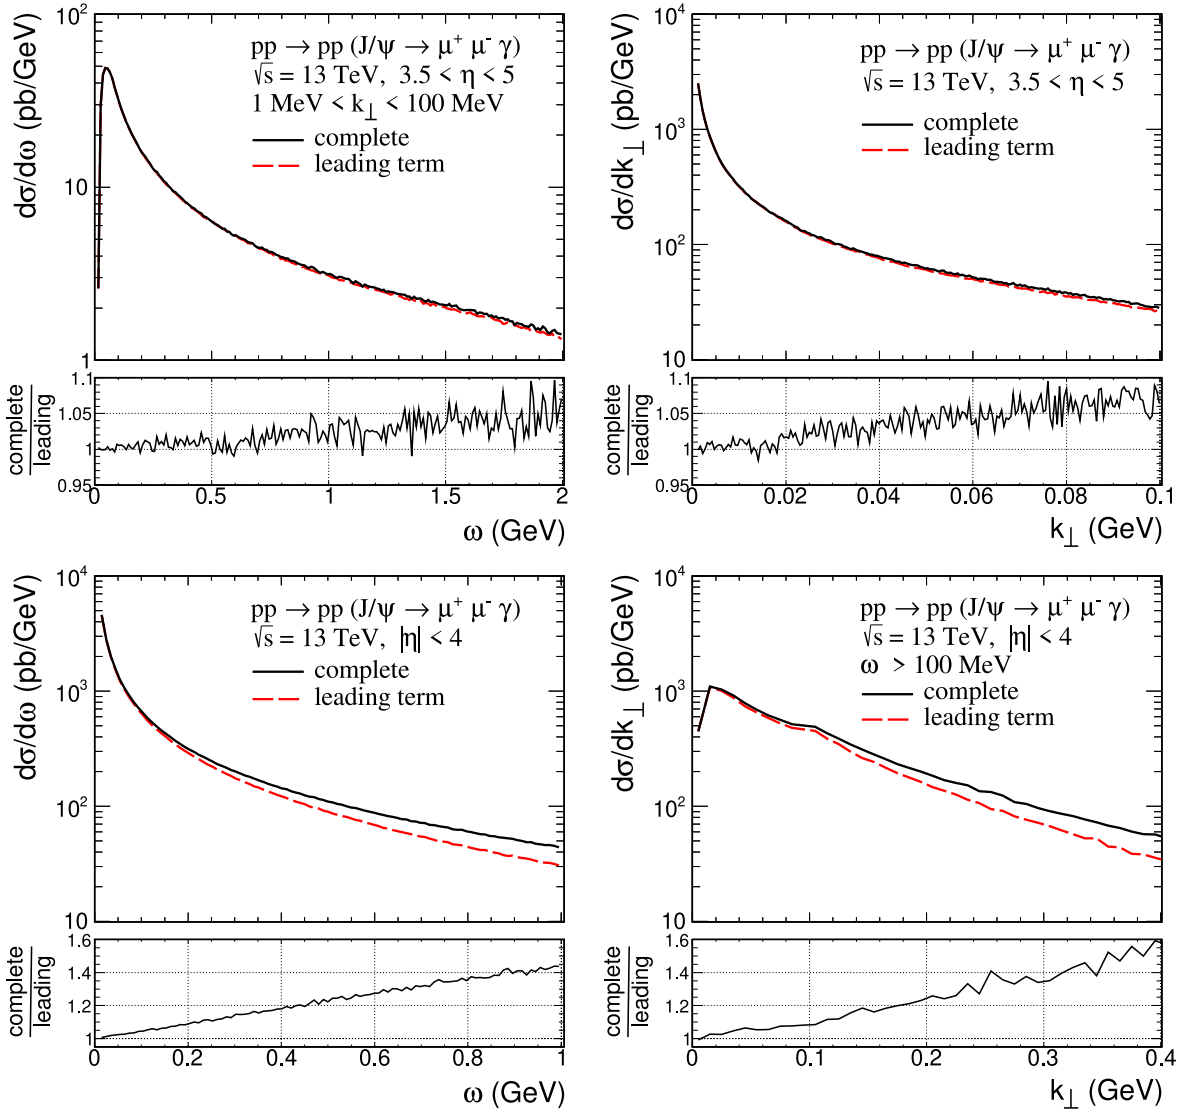 dσ/dω (pb/GeV)
10²
10
1
pp → pp (J/ψ → μ⁺ μ⁻ γ)
√s = 13 TeV, 3.5 < η < 5
1 MeV < k⊥ < 100 MeV
complete
leading term
complete
leading
1.1
1.05
1
0.95
0 0.5 1 1.5 2
ω (GeV)
dσ/dk⊥ (pb/GeV)
10⁴
10³
10²
10
pp → pp (J/ψ → μ⁺ μ⁻ γ)
√s = 13 TeV, 3.5 < η < 5
complete
leading term
complete
leading
1.1
1.05
1
0.95
0 0.02 0.04 0.06 0.08 0.1
k⊥ (GeV)
dσ/dω (pb/GeV)
10⁴
10³
10²
10
pp → pp (J/ψ → μ⁺ μ⁻ γ)
√s = 13 TeV, |η| < 4
complete
leading term
complete
leading
1.6
1.4
1.2
1
0 0.2 0.4 0.6 0.8 1
ω (GeV)
dσ/dk⊥ (pb/GeV)
10⁴
10³
10²
10
pp → pp (J/ψ → μ⁺ μ⁻ γ)
√s = 13 TeV, |η| < 4
ω > 100 MeV
complete
leading term
complete
leading
1.6
1.4
1.2
1
0 0.1 0.2 0.3 0.4
k⊥ (GeV)